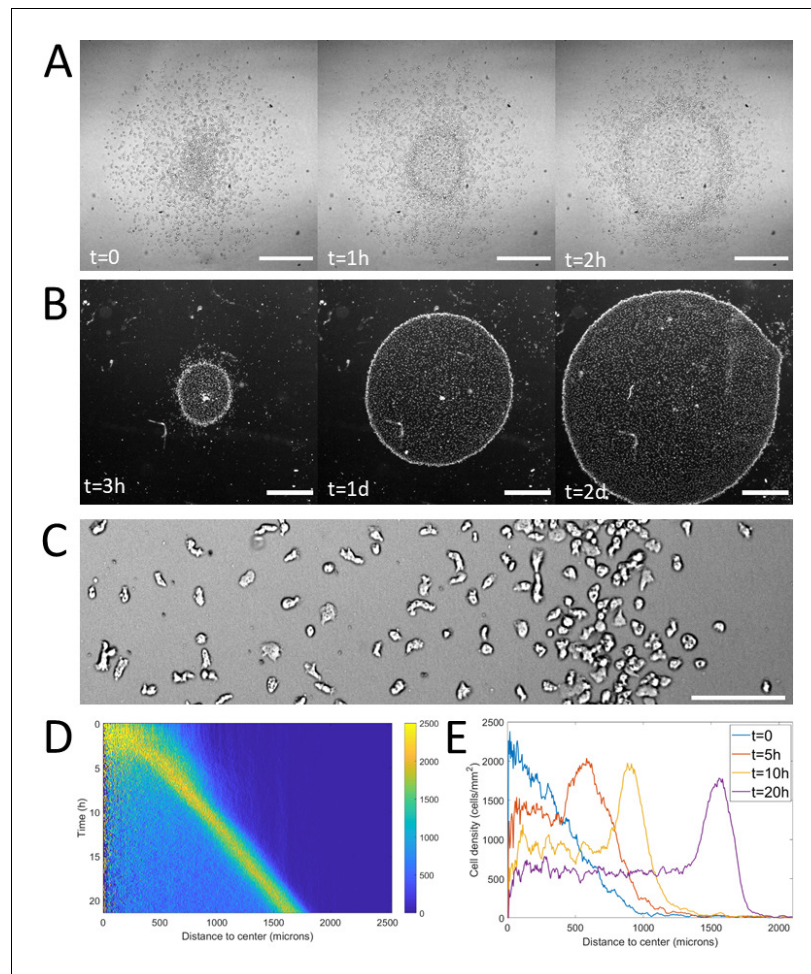 A
t=0
t=1h
t=2h
B
t=3h
t=1d
t=2d
C
D
0
5
10
15
20
Time (h)
0
500
1000
1500
2000
2500
Distance to center (microns)
2500
2000
1500
1000
500
0
E
2500
2000
1500
1000
500
0
Cell density (cells/mm²)
0
500
1000
1500
2000
Distance to center (microns)
t=0
t=5h
t=10h
t=20h